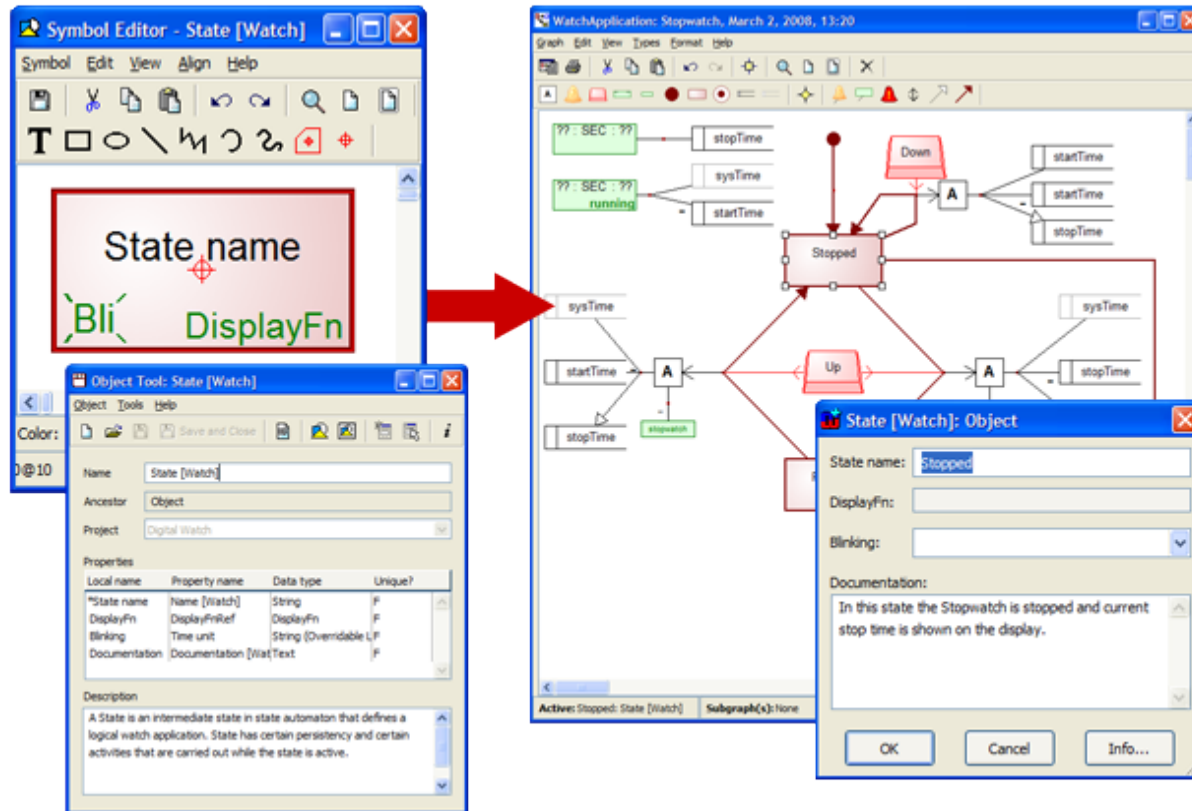 Symbol Editor - State [Watch]
Symbol Edit View Align Help
T
State name
Bli
DisplayFn
Color:
@10
Object Tool: State [Watch]
Object Tools Help
Save and Close
i
Name State [Watch]
Ancestor Object
Project Digital Watch
Properties
Local name Property name Data type Unique?
*State name Name [Watch] String F
DisplayFn DisplayFnRef DisplayFn F
Blinking Time unit String (Overridable L F
Documentation Documentation [Wat Text F
Description
A State is an intermediate state in state automaton that defines a
logical watch application. State has certain persistency and certain
activities that are carried out while the state is active.
WatchApplication: Stopwatch, March 2, 2008, 13:20
Graph Edit View Types Format Help
A
?? : SEC : ??
stopTime
?? : SEC : ??
running
sysTime
startTime
Down
A
startTime
startTime
stopTime
Stopped
sysTime
startTime
stopTime
A
stopwatch
Up
A
sysTime
stopTime
Active: Stopped: State [Watch] Subgraph(s): None
State [Watch]: Object
State name: Stopped
DisplayFn:
Blinking:
Documentation:
In this state the Stopwatch is stopped and current
stop time is shown on the display.
OK Cancel Info...